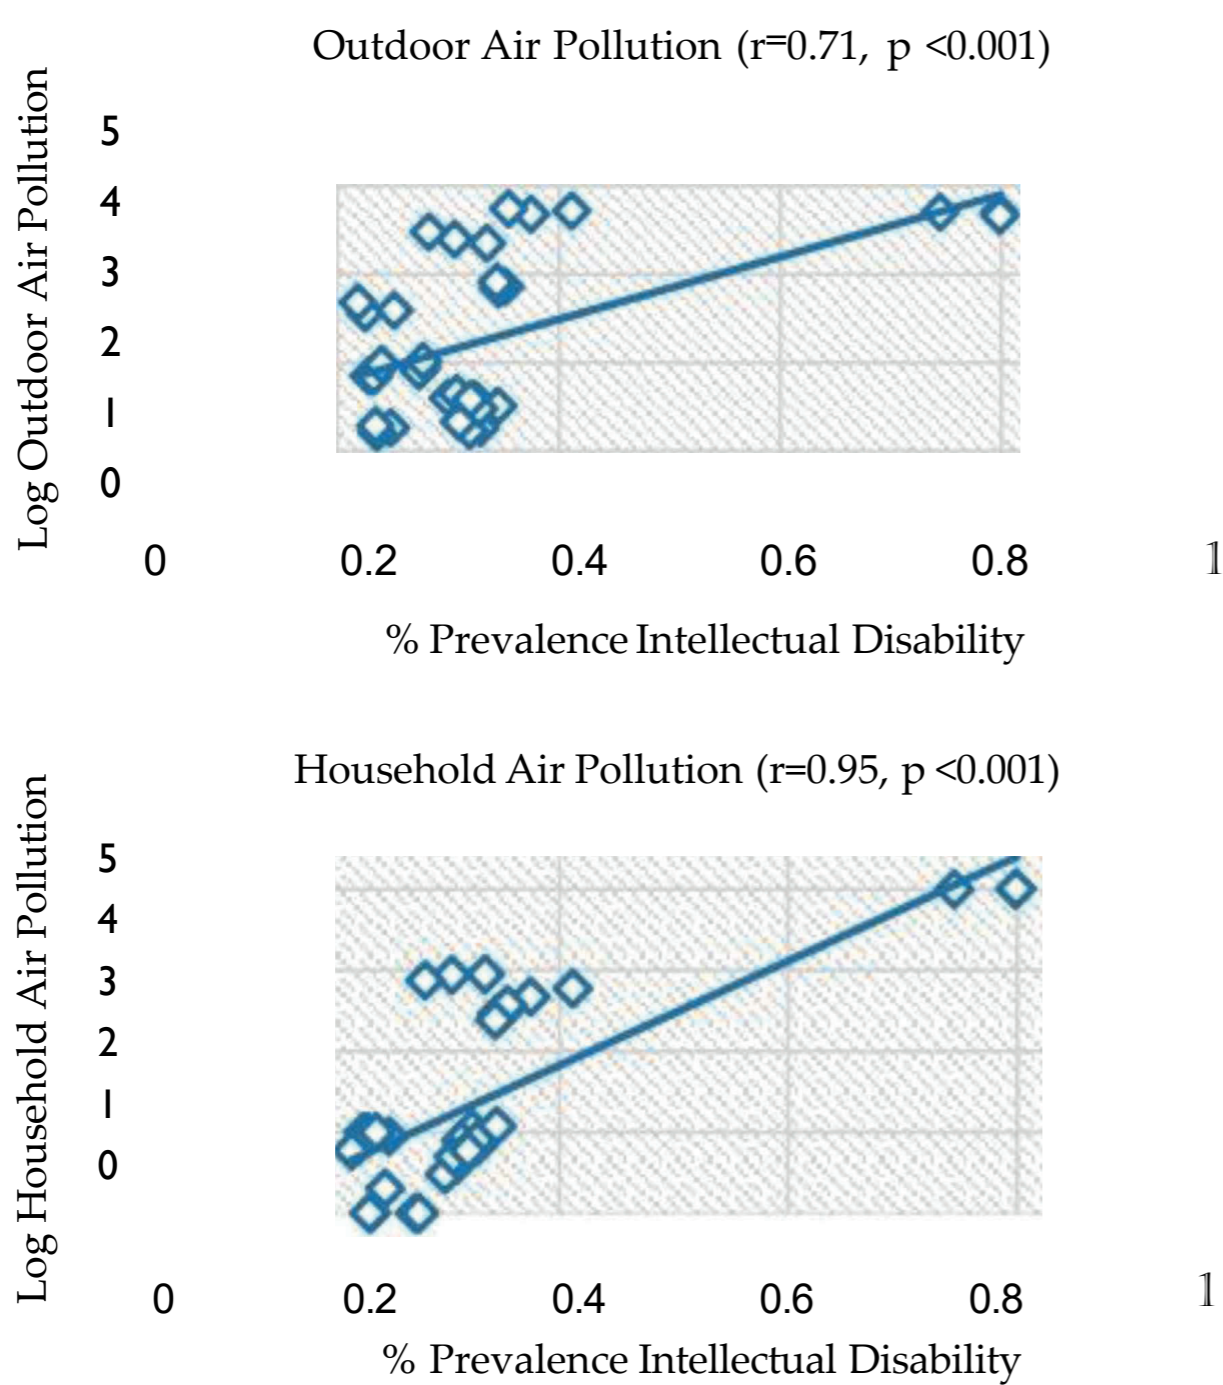 Outdoor Air Pollution (r=0.71, p <0.001)
Log Outdoor Air Pollution
5
4
3
2
1
0
0 0.2 0.4 0.6 0.8 1
% Prevalence Intellectual Disability
Household Air Pollution (r=0.95, p <0.001)
Log Household Air Pollution
5
4
3
2
1
0
0 0.2 0.4 0.6 0.8 1
% Prevalence Intellectual Disability